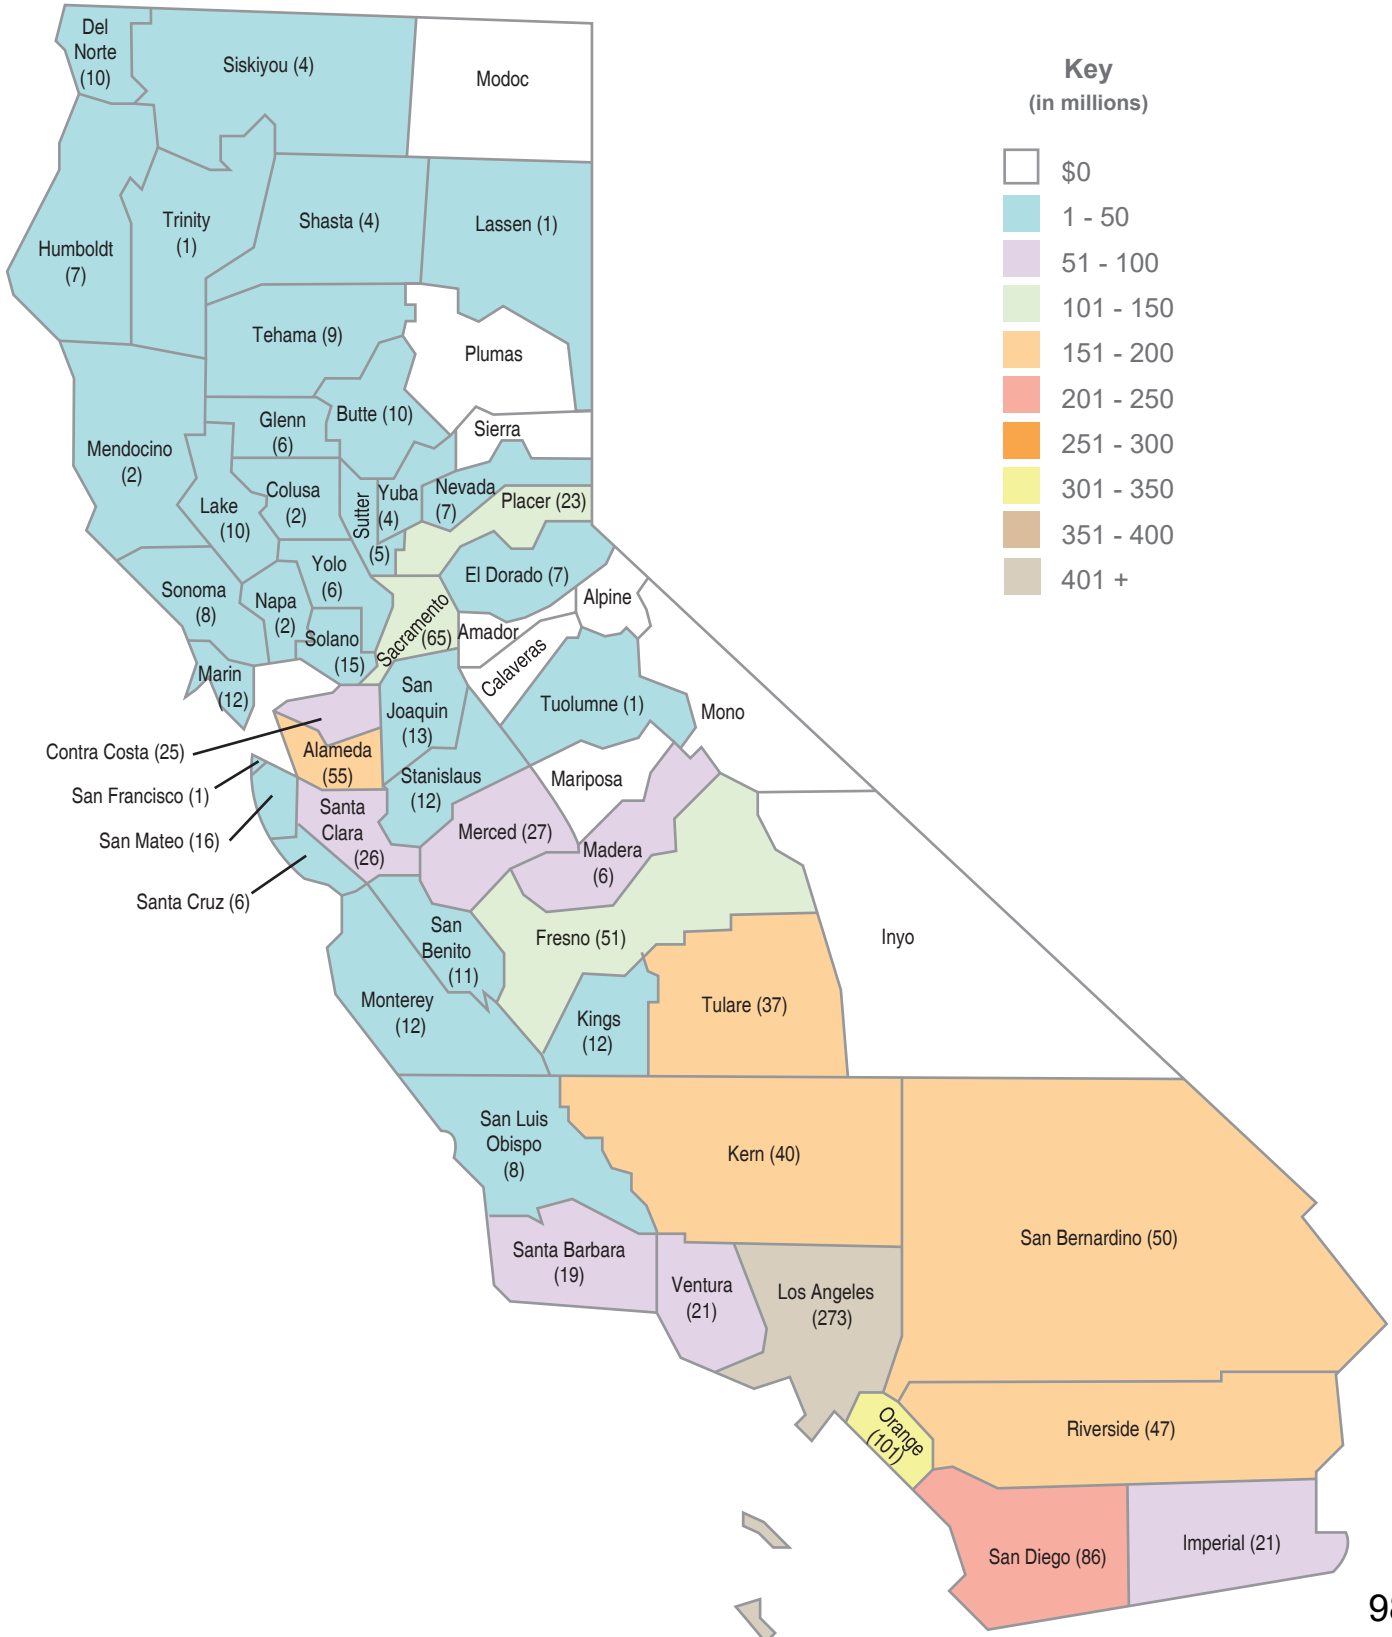 Del
Norte
(10)
Siskiyou (4)
Modoc
Key
(in millions)
$0
1 - 50
51 - 100
101 - 150
151 - 200
201 - 250
251 - 300
301 - 350
351 - 400
401 +
Humboldt
(7)
Trinity
(1)
Shasta (4)
Lassen (1)
Tehama (9)
Plumas
Mendocino
(2)
Glenn
(6)
Butte (10)
Sierra
Lake
(10)
Colusa
(2)
Sutter
(5)
Yuba
(4)
Nevada
(7)
Placer (23)
Sonoma
(8)
Napa
(2)
Yolo
(6)
El Dorado (7)
Alpine
Marin
(12)
Solano
(15)
Sacramento
(65)
Amador
Calaveras
San
Joaquin
(13)
Tuolumne (1)
Mono
Contra Costa (25)
Alameda
(55)
San Francisco (1)
San Mateo (16)
Santa Cruz (6)
Santa
Clara
(26)
Stanislaus
(12)
Mariposa
Merced (27)
Madera
(6)
San
Benito
(11)
Fresno (51)
Inyo
Monterey
(12)
Kings
(12)
Tulare (37)
San Luis
Obispo
(8)
Kern (40)
San Bernardino (50)
Santa Barbara
(19)
Ventura
(21)
Los Angeles
(273)
Orange
(101)
Riverside (47)
San Diego (86)
Imperial (21)